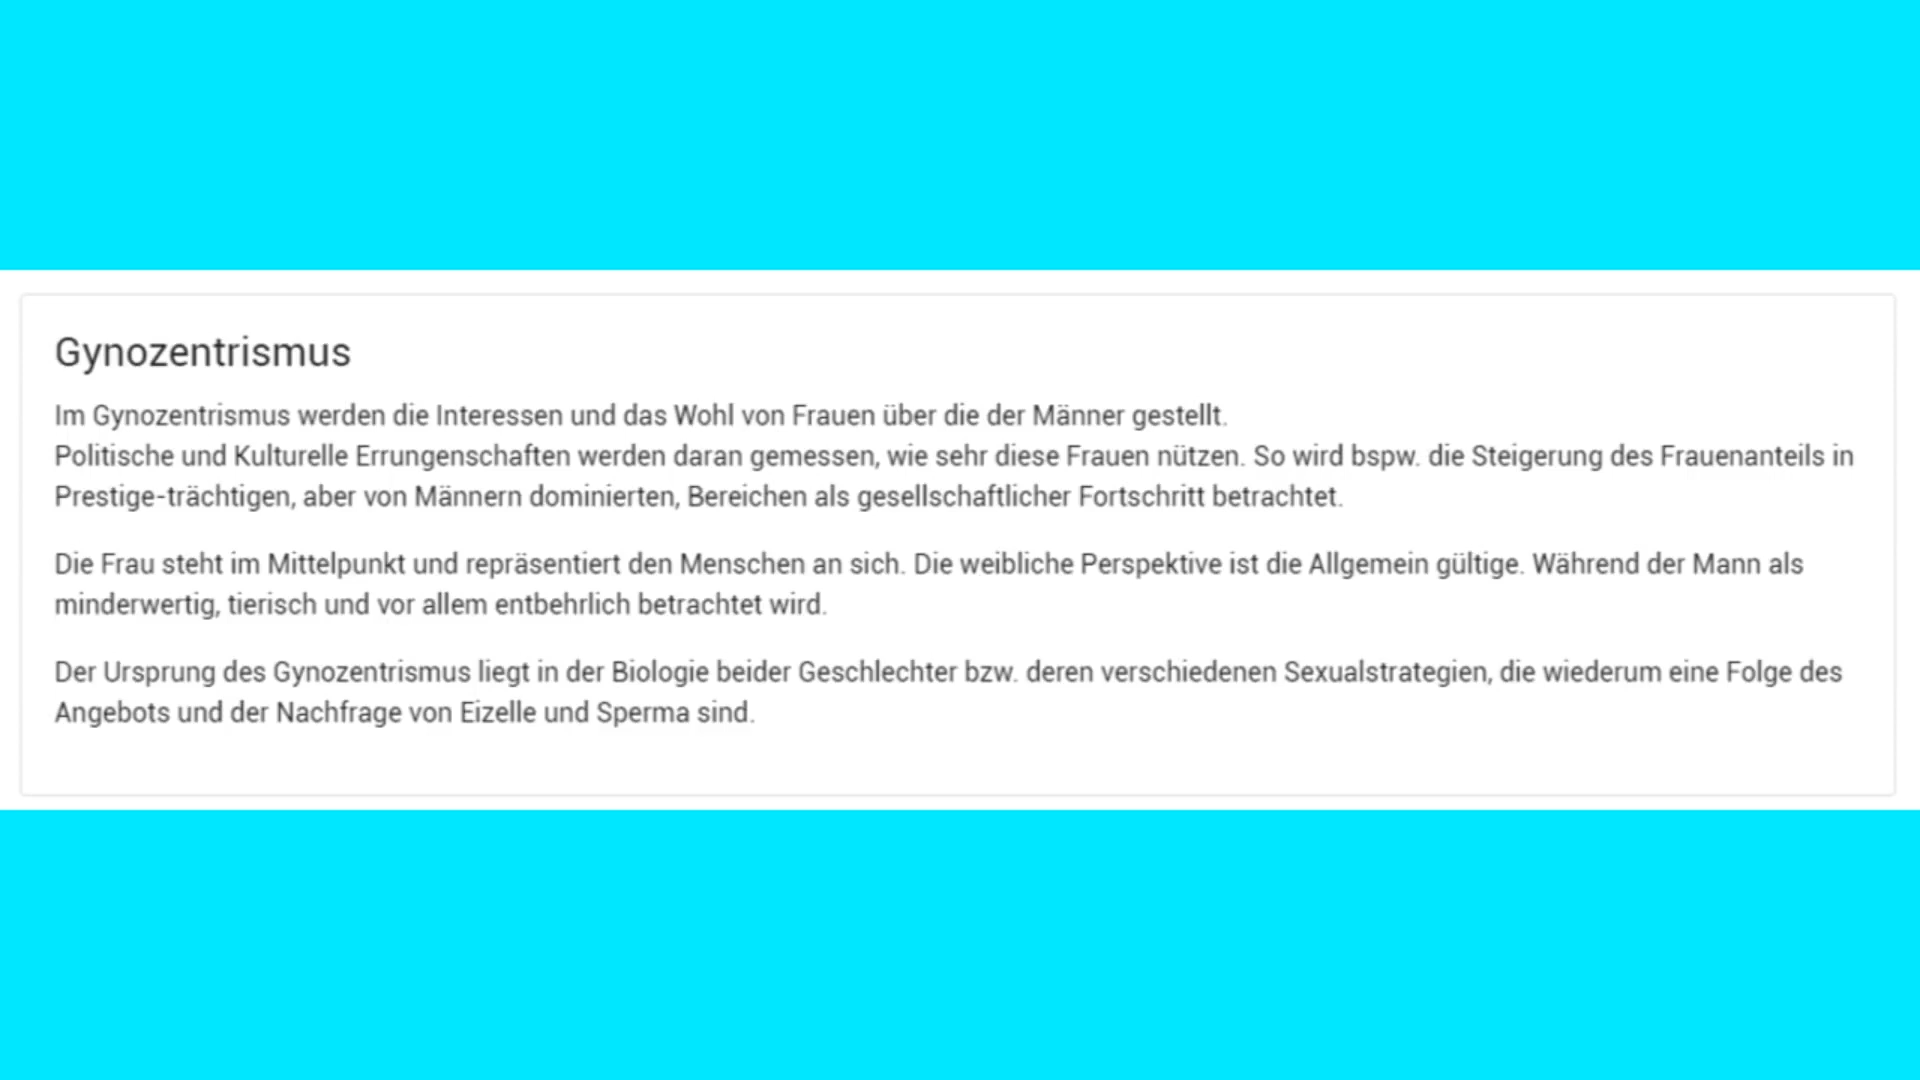 Gynozentrismus
Im Gynozentrismus werden die Interessen und das Wohl von Frauen über die der Männer gestellt.
Politische und Kulturelle Errungenschaften werden daran gemessen, wie sehr diese Frauen nützen. So wird bspw. die Steigerung des Frauenanteils in
Prestige-trächtigen, aber von Männern dominierten, Bereichen als gesellschaftlicher Fortschritt betrachtet.
Die Frau steht im Mittelpunkt und repräsentiert den Menschen an sich. Die weibliche Perspektive ist die Allgemein gültige. Während der Mann als
minderwertig, tierisch und vor allem entbehrlich betrachtet wird.
Der Ursprung des Gynozentrismus liegt in der Biologie beider Geschlechter bzw. deren verschiedenen Sexualstrategien, die wiederum eine Folge des
Angebots und der Nachfrage von Eizelle und Sperma sind.